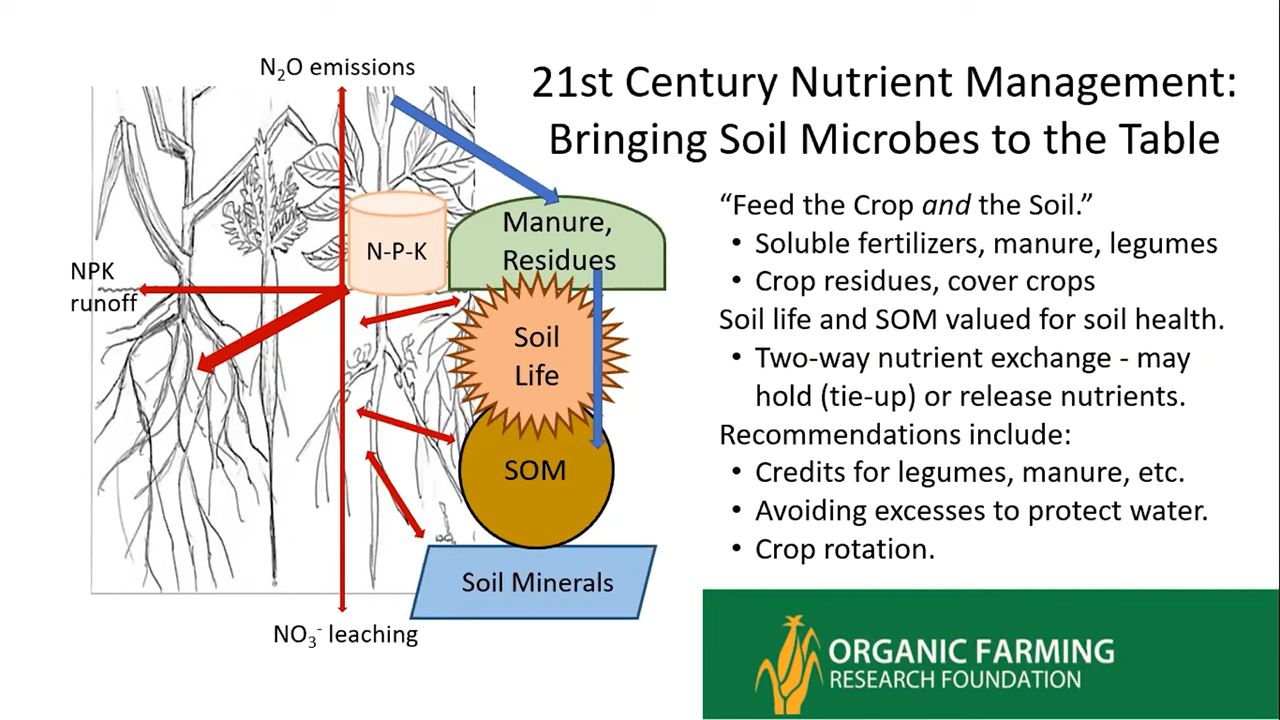 N₂O emissions
21st Century Nutrient Management:
Bringing Soil Microbes to the Table
"Feed the Crop and the Soil."
• Soluble fertilizers, manure, legumes
• Crop residues, cover crops
Soil life and SOM valued for soil health.
• Two-way nutrient exchange - may
hold (tie-up) or release nutrients.
Recommendations include:
• Credits for legumes, manure, etc.
• Avoiding excesses to protect water.
• Crop rotation.
N-P-K
Manure,
Residues
NPK
runoff
Soil
Life
SOM
Soil Minerals
NO₃⁻ leaching
ORGANIC FARMING
RESEARCH FOUNDATION